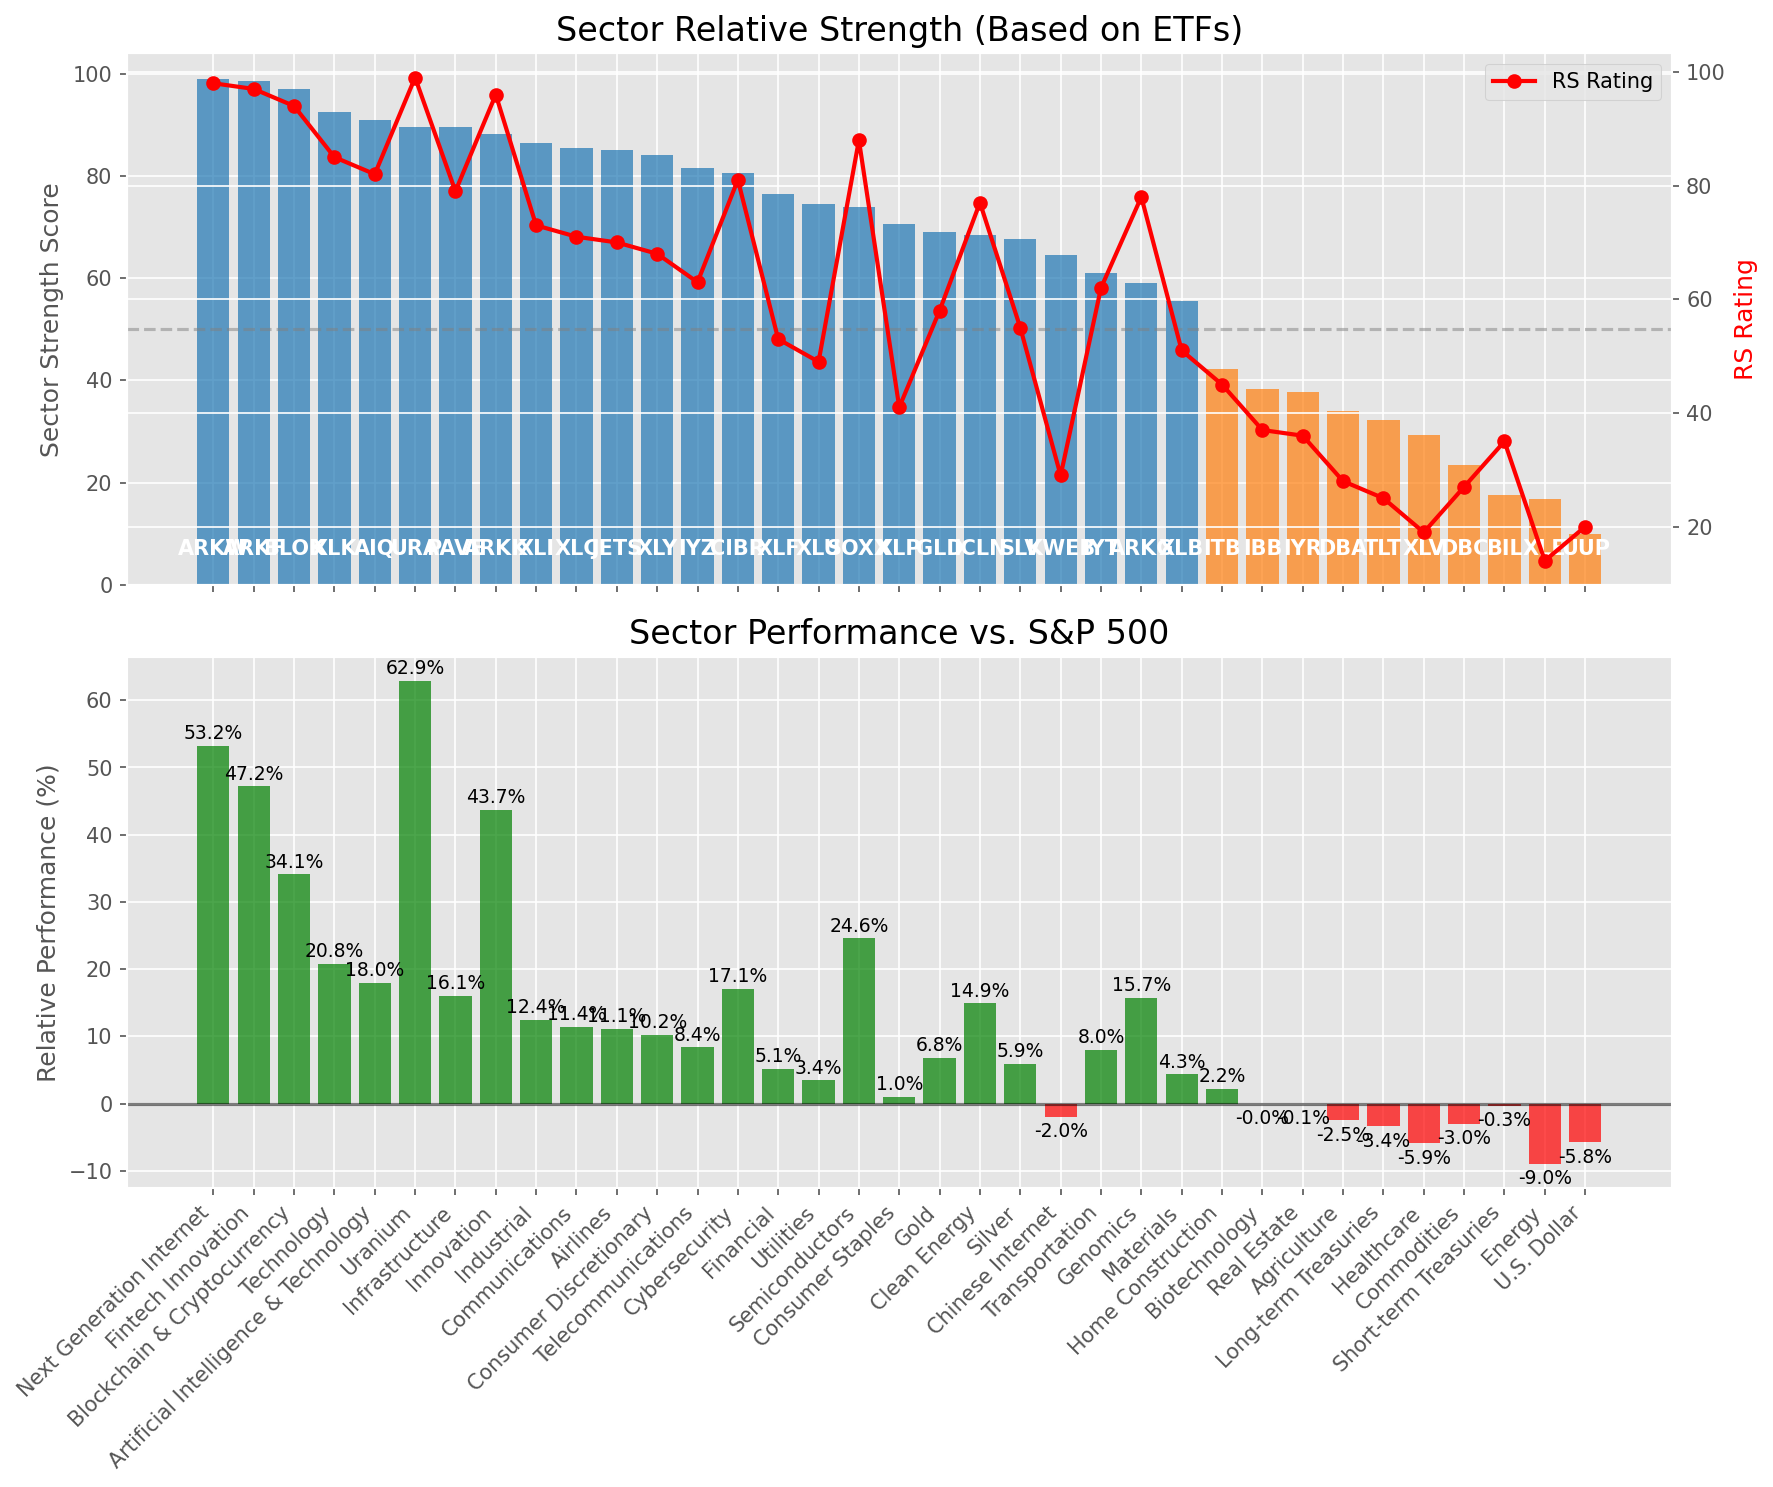 Sector Relative Strength (Based on ETFs)
Sector Strength Score
100
80
60
40
20
0
RS Rating
100
80
60
40
20
RS Rating
ARKW ARKF BLOK XLK AIQ URA PAVE ARKK XLI XLC JETS XLY IYZ CIBR XLF XLU SOXX XLP GLD ICLN SLV KWEB IYT ARKG XLB ITB IBB IYR DBA TLT XLV DBC BIL XLE UUP
Sector Performance vs. S&P 500
Relative Performance (%)
60
50
40
30
20
10
0
−10
53.2% 47.2% 34.1% 20.8% 18.0% 62.9% 16.1% 43.7% 12.4% 11.4% 11.1% 10.2% 8.4% 17.1% 5.1% 3.4% 24.6% 1.0% 6.8% 14.9% 5.9% -2.0% 8.0% 15.7% 4.3% 2.2% -0.0% -0.1% -2.5% -3.4% -5.9% -3.0% -0.3% -9.0% -5.8%
Next Generation Internet
Fintech Innovation
Blockchain & Cryptocurrency
Technology
Artificial Intelligence & Technology
Uranium
Infrastructure
Innovation
Industrial
Communications
Airlines
Consumer Discretionary
Telecommunications
Cybersecurity
Financial
Utilities
Semiconductors
Consumer Staples
Gold
Clean Energy
Silver
Chinese Internet
Transportation
Genomics
Materials
Home Construction
Biotechnology
Real Estate
Agriculture
Long-term Treasuries
Healthcare
Commodities
Short-term Treasuries
Energy
U.S. Dollar